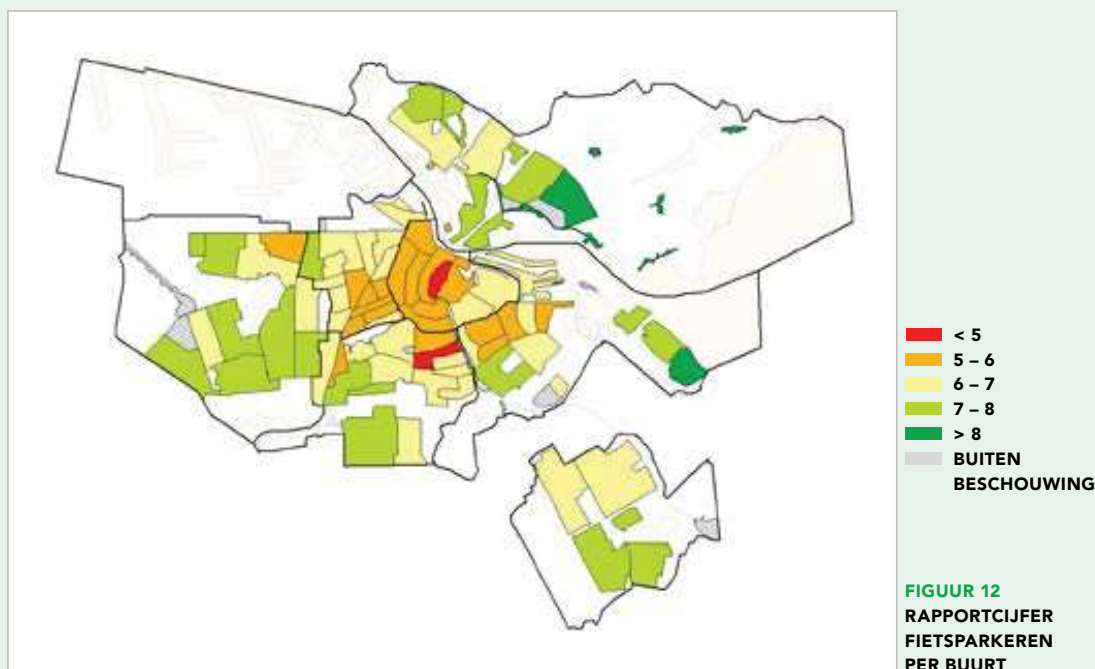 < 5
5 – 6
6 – 7
7 – 8
> 8
BUITEN
BESCHOUWING
FIGUUR 12
RAPPORTCIJFER
FIETSPARKEREN
PER BUURT